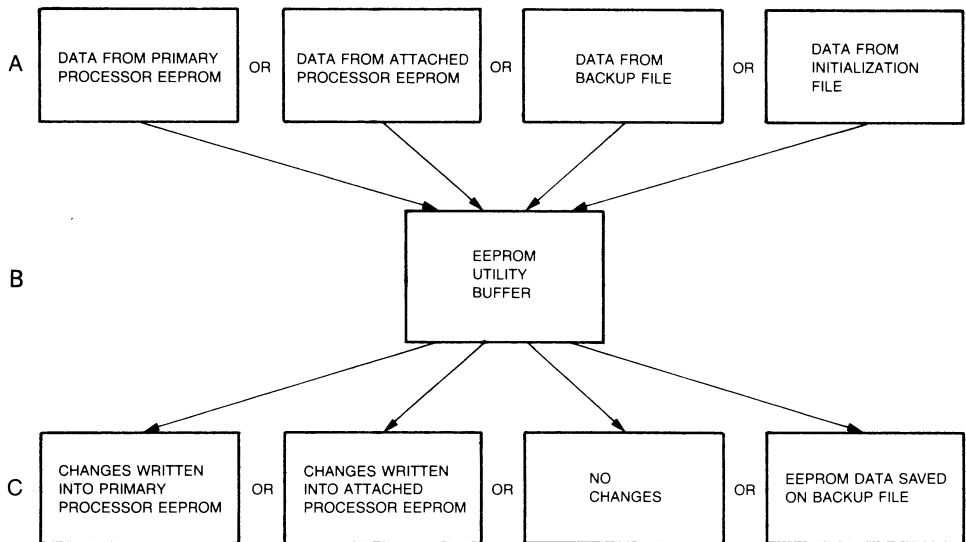 A
DATA FROM PRIMARY
PROCESSOR EEPROM
OR
DATA FROM ATTACHED
PROCESSOR EEPROM
OR
DATA FROM
BACKUP FILE
OR
DATA FROM
INITIALIZATION
FILE
B
EEPROM
UTILITY
BUFFER
C
CHANGES WRITTEN
INTO PRIMARY
PROCESSOR EEPROM
OR
CHANGES WRITTEN
INTO ATTACHED
PROCESSOR EEPROM
OR
NO
CHANGES
OR
EEPROM DATA SAVED
ON BACKUP FILE